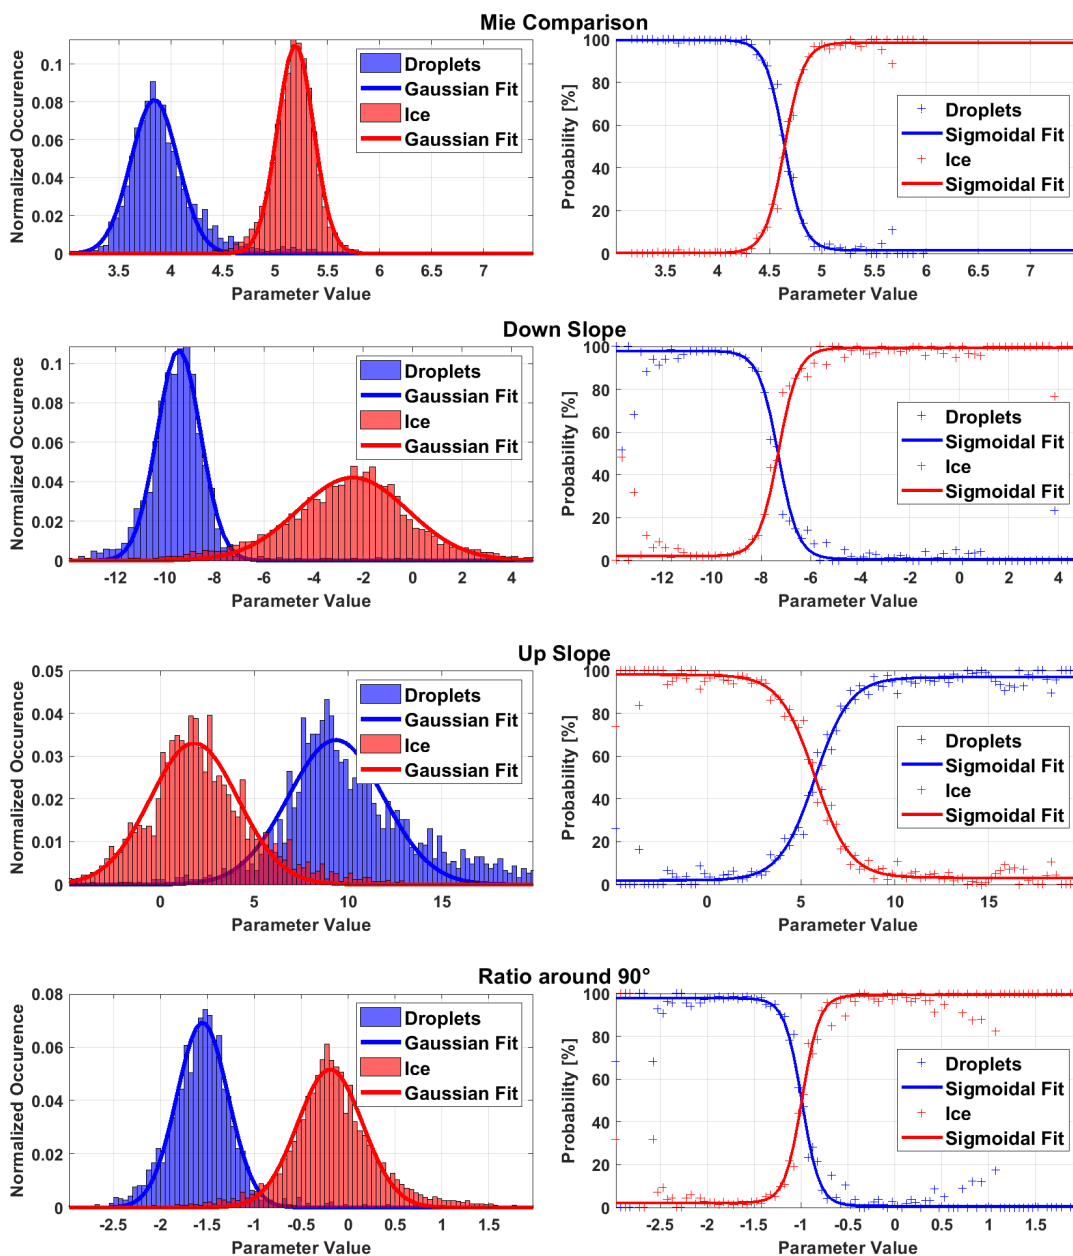 Mie Comparison
Normalized Occurence
0.1
0.08
0.06
0.04
0.02
0
3.5 4 4.5 5 5.5 6 6.5 7
Parameter Value
Droplets
Gaussian Fit
Ice
Gaussian Fit
Probability [%]
100
80
60
40
20
0
3.5 4 4.5 5 5.5 6 6.5 7
Parameter Value
Droplets
Sigmoidal Fit
Ice
Sigmoidal Fit
Down Slope
Normalized Occurence
0.1
0.08
0.06
0.04
0.02
0
-12 -10 -8 -6 -4 -2 0 2 4
Parameter Value
Droplets
Gaussian Fit
Ice
Gaussian Fit
Probability [%]
100
80
60
40
20
0
-12 -10 -8 -6 -4 -2 0 2 4
Parameter Value
Droplets
Sigmoidal Fit
Ice
Sigmoidal Fit
Up Slope
Normalized Occurence
0.05
0.04
0.03
0.02
0.01
0
0 5 10 15
Parameter Value
Droplets
Gaussian Fit
Ice
Gaussian Fit
Probability [%]
100
80
60
40
20
0
0 5 10 15
Parameter Value
Droplets
Sigmoidal Fit
Ice
Sigmoidal Fit
Ratio around 90°
Normalized Occurence
0.08
0.06
0.04
0.02
0
-2.5 -2 -1.5 -1 -0.5 0 0.5 1 1.5
Parameter Value
Droplets
Gaussian Fit
Ice
Gaussian Fit
Probability [%]
100
80
60
40
20
0
-2.5 -2 -1.5 -1 -0.5 0 0.5 1 1.5
Parameter Value
Droplets
Sigmoidal Fit
Ice
Sigmoidal Fit